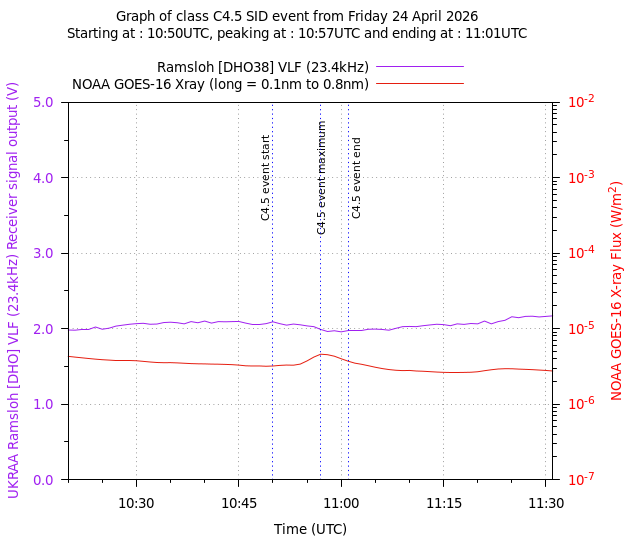 Graph of class C4.5 SID event from Friday 24 April 2026
Starting at : 10:50UTC, peaking at : 10:57UTC and ending at : 11:01UTC
Ramsloh [DHO38] VLF (23.4kHz)
NOAA GOES-16 Xray (long = 0.1nm to 0.8nm)
UKRAA Ramsloh [DHO] VLF (23.4kHz) Receiver signal output (V)
5.0
4.0
3.0
2.0
1.0
0.0
C4.5 event start
C4.5 event maximum
C4.5 event end
10⁻²
10⁻³
10⁻⁴
10⁻⁵
10⁻⁶
10⁻⁷
NOAA GOES-16 X-ray Flux (W/m²)
10:30 10:45 11:00 11:15 11:30
Time (UTC)